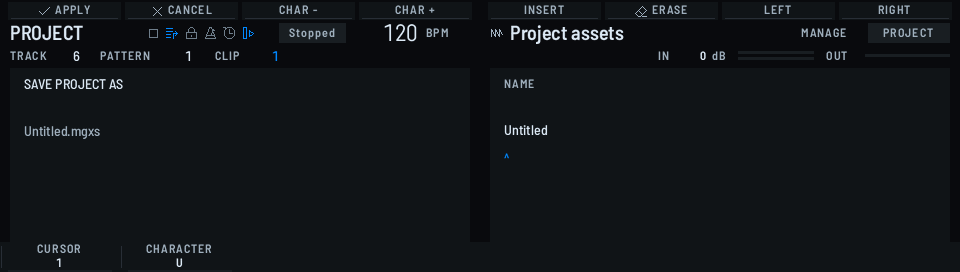 APPLY CANCEL CHAR - CHAR + INSERT ERASE LEFT RIGHT
PROJECT Stopped 120 BPM Project assets MANAGE PROJECT
TRACK 6 PATTERN 1 CLIP 1 IN 0 dB OUT
SAVE PROJECT AS
Untitled.mgxs
NAME
Untitled
^
CURSOR CHARACTER
1 U